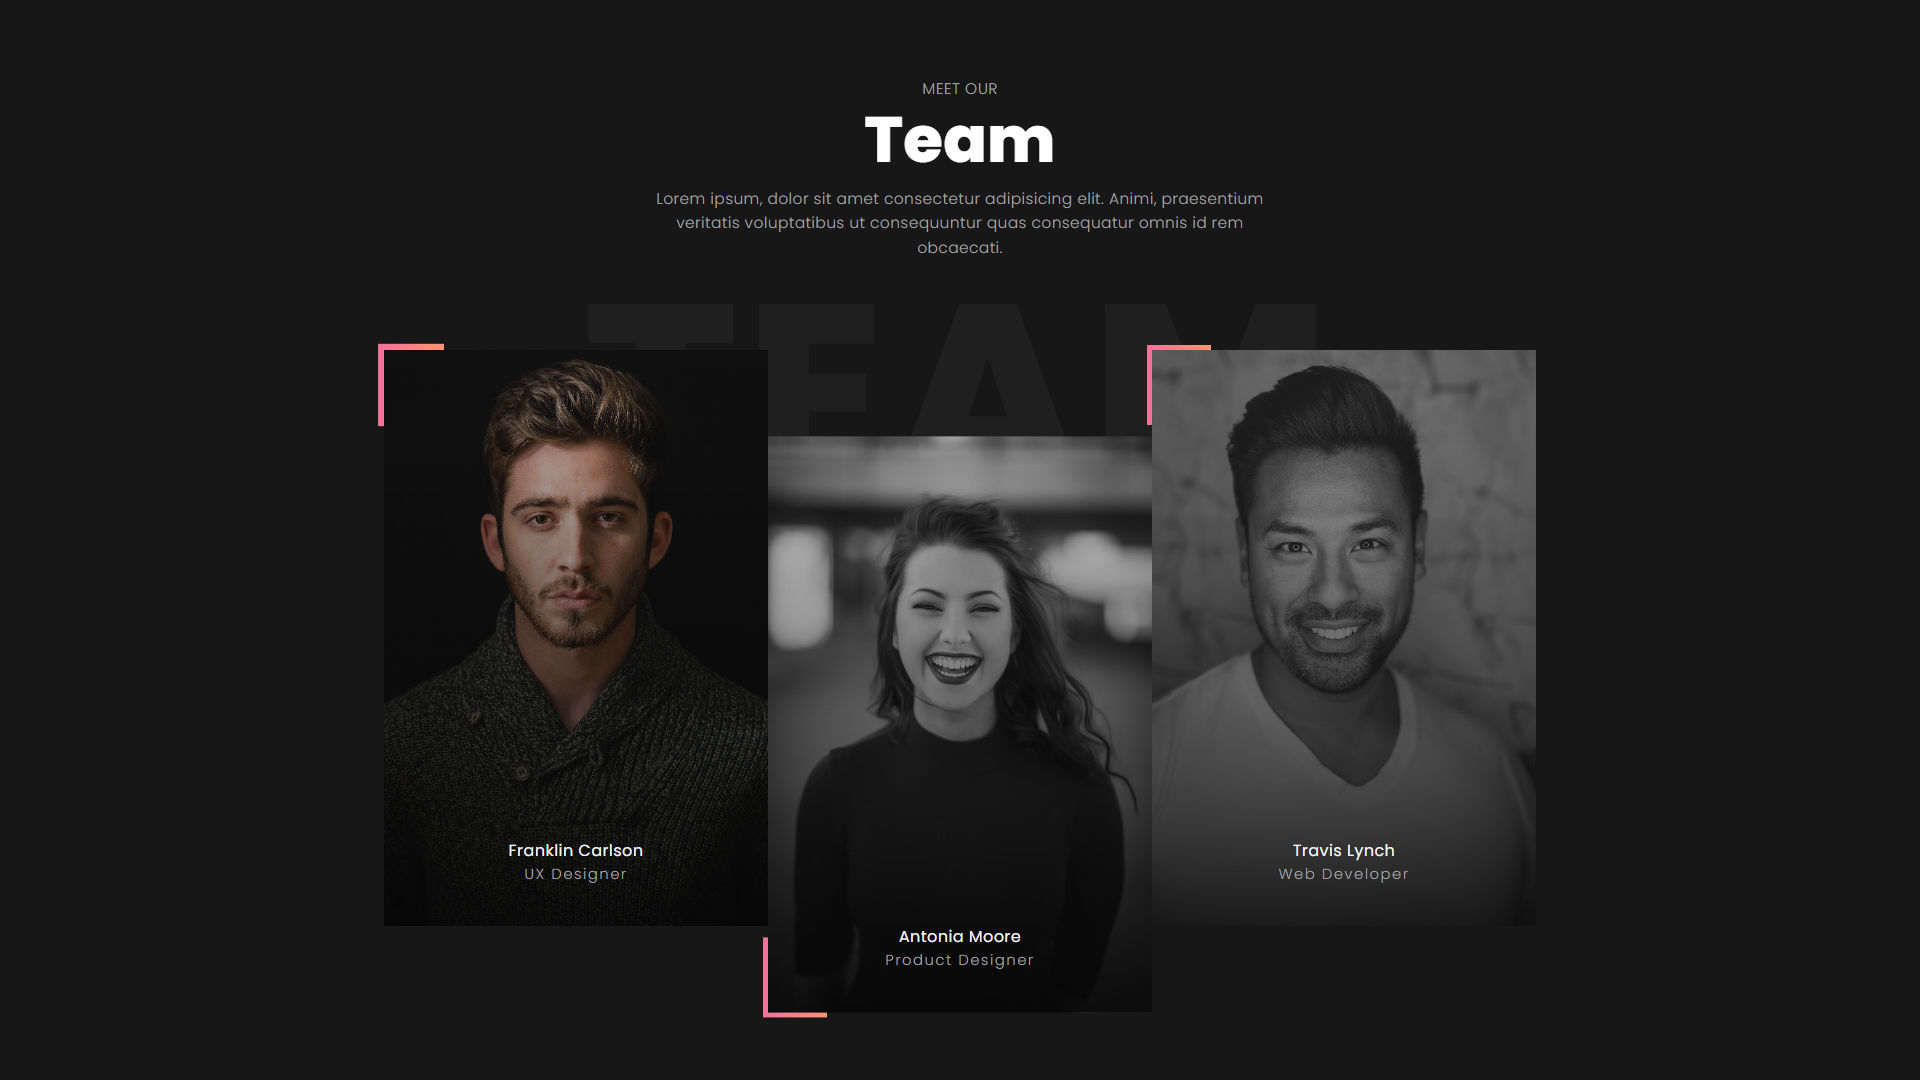 MEET OUR
Team
Lorem ipsum, dolor sit amet consectetur adipisicing elit. Animi, praesentium
veritatis voluptatibus ut consequuntur quas consequatur omnis id rem
obcaecati.
TEAM
Franklin Carlson
UX Designer
Travis Lynch
Web Developer
Antonia Moore
Product Designer